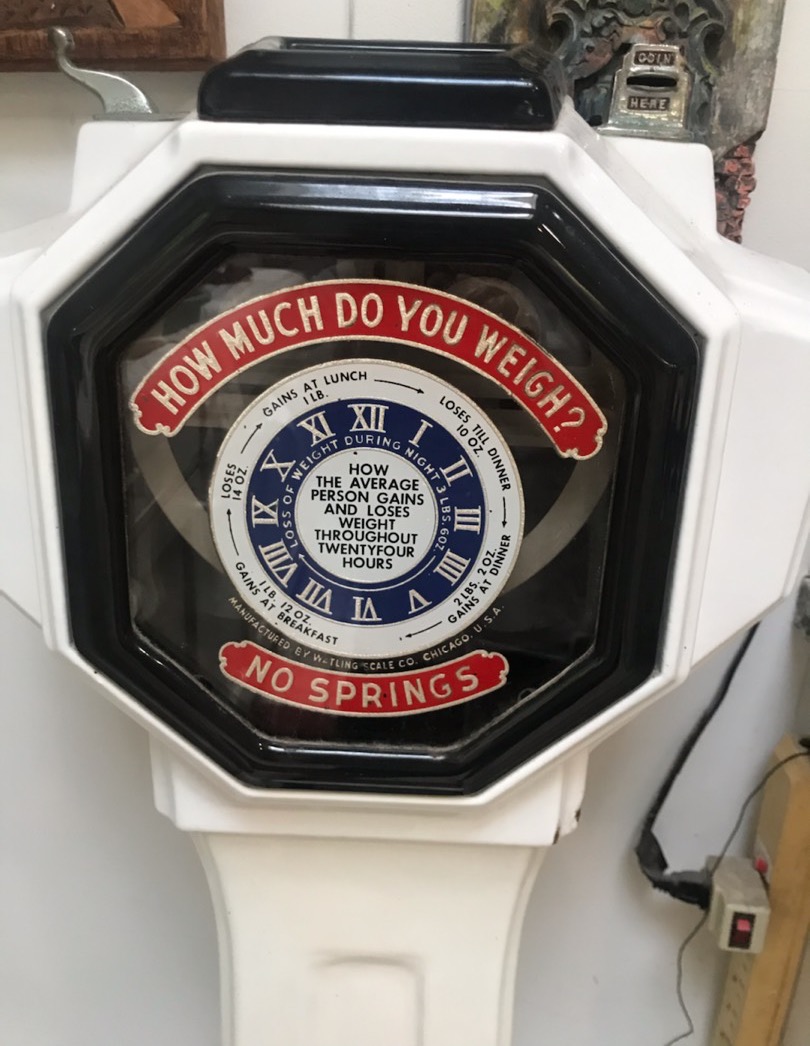 COIN
HERE
HOW MUCH DO YOU WEIGH?
GAINS AT LUNCH
1 LB.
LOSES TILL DINNER
10 OZ.
2 LBS. 2 OZ.
GAINS AT DINNER
1 LB. 12 OZ.
GAINS AT BREAKFAST
LOSES
14 OZ.
XII
I
II
III
IIII
V
VI
VII
VIII
IX
X
XI
LOSS OF WEIGHT DURING NIGHT 3 LBS. 6 OZ.
HOW
THE AVERAGE
PERSON GAINS
AND LOSES
WEIGHT
THROUGHOUT
TWENTYFOUR
HOURS
MANUFACTURED BY WATLING SCALE CO. CHICAGO. U.S.A.
NO SPRINGS